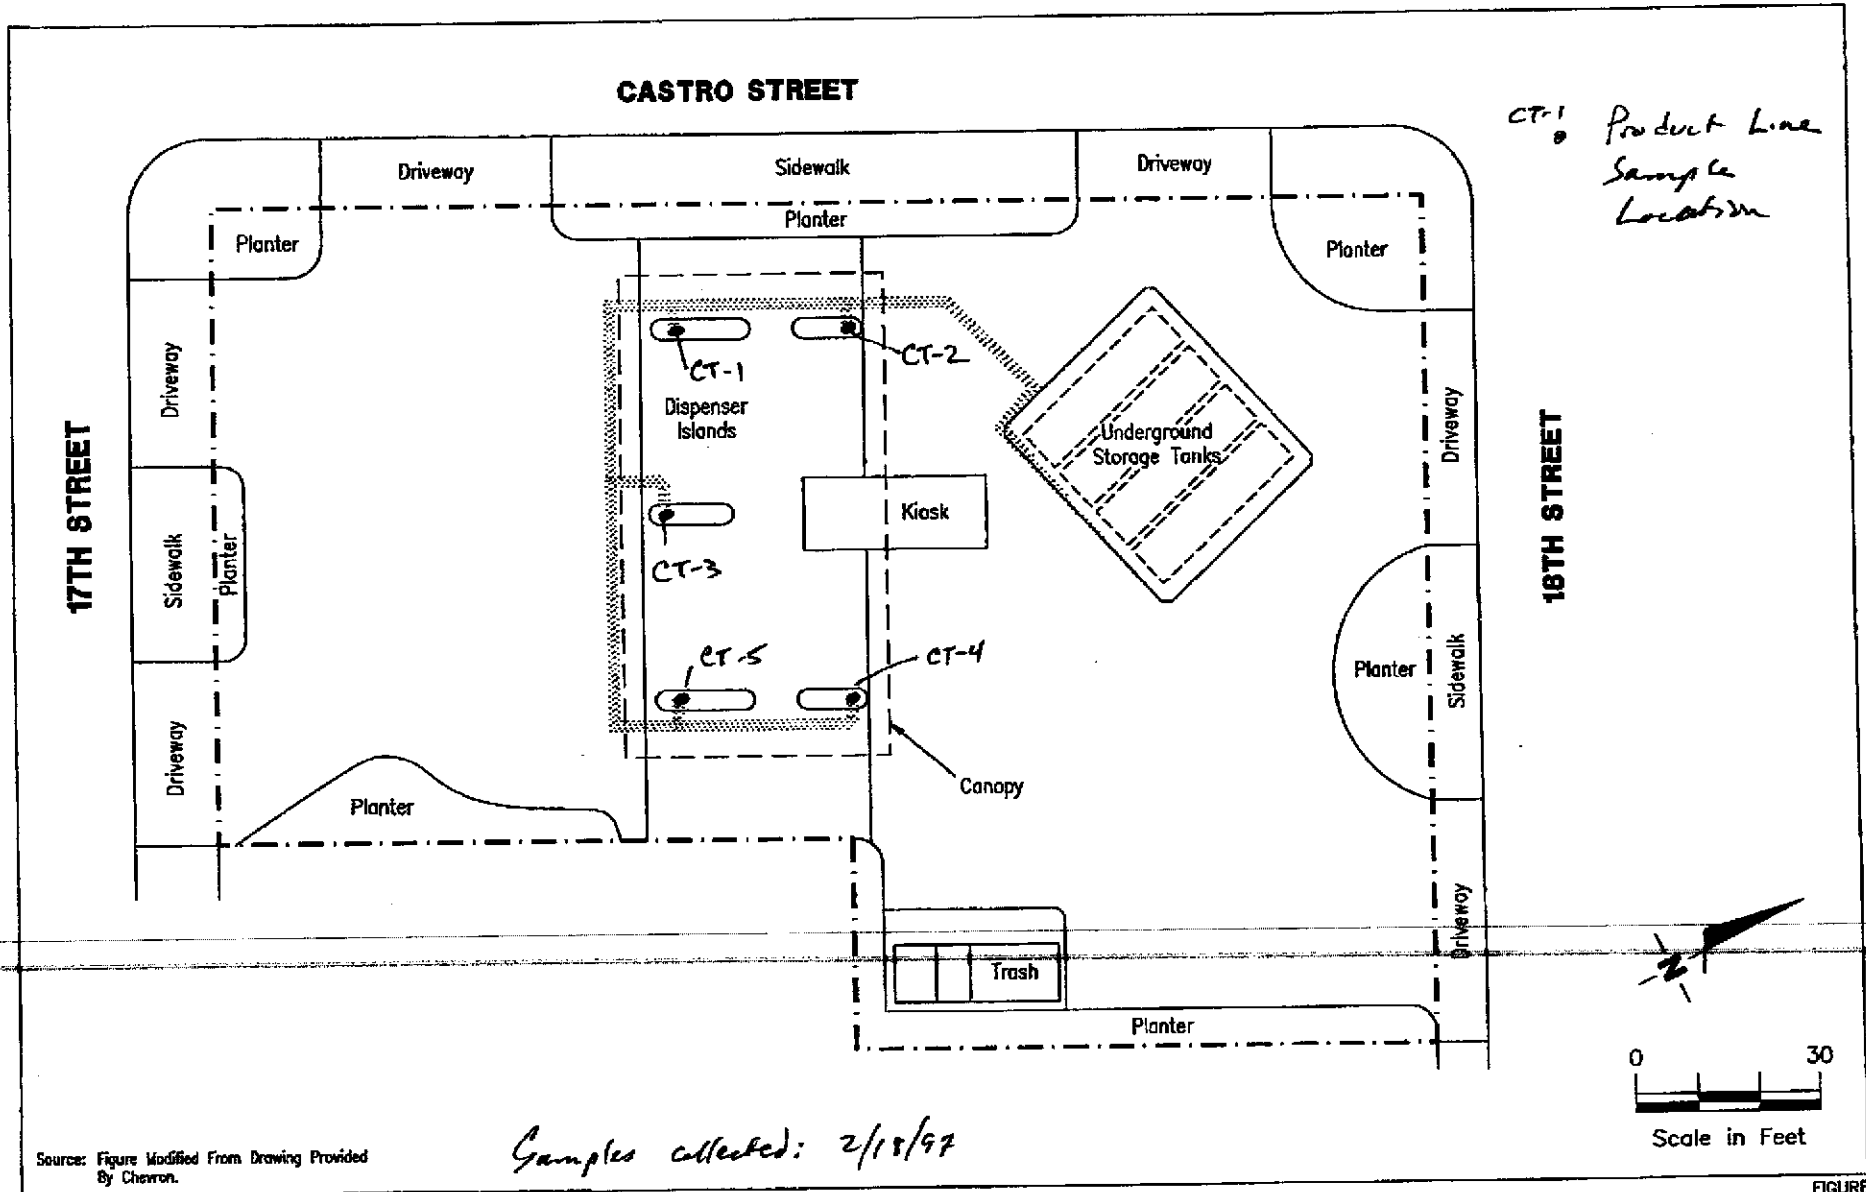 CASTRO STREET
CT-1 Product Line
Sample
Location
Driveway
Sidewalk
Driveway
Planter
Planter
Planter
CT-1
CT-2
Dispenser
Islands
Driveway
Underground
Storage Tanks
Driveway
17TH STREET
18TH STREET
Kiosk
Sidewalk
Planter
CT-3
CT-5
CT-4
Planter
Sidewalk
Driveway
Canopy
Planter
Driveway
Trash
N
Planter
0 30
Scale in Feet
Samples collected: 2/18/97
Source: Figure Modified From Drawing Provided
By Chevron.
FIGURE